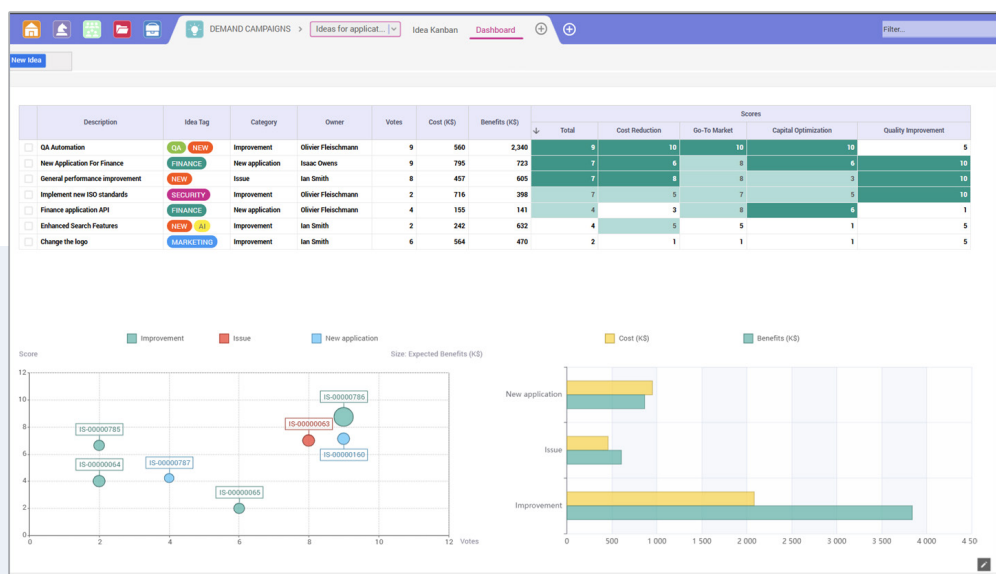 DEMAND CAMPAIGNS > Ideas for applicat... Idea Kanban Dashboard Filter...
New Idea
Scores
Description Idea Tag Category Owner Votes Cost (K$) Benefits (K$) Total Cost Reduction Go-To Market Capital Optimization Quality Improvement
QA Automation QA NEW Improvement Olivier Fleischmann 9 560 2,340 9 10 10 10 5
New Application For Finance FINANCE New application Isaac Owens 9 795 723 7 6 8 6 10
General performance improvement NEW Issue Ian Smith 8 457 605 7 8 8 3 10
Implement new ISO standards SECURITY Improvement Olivier Fleischmann 2 716 398 7 5 7 5 10
Finance application API FINANCE New application Olivier Fleischmann 4 155 141 4 3 8 6 1
Enhanced Search Features NEW AI Improvement Ian Smith 2 242 632 4 5 5 1 5
Change the logo MARKETING Improvement Ian Smith 6 564 470 2 1 1 1 5
Improvement Issue New application
Score Size: Expected Benefits (K$)
12
10
IS-00000786
8
IS-00000063
IS-00000785
6
IS-00000160
IS-00000787
IS-00000064
4
IS-00000065
2
0
0 2 4 6 8 10 12 Votes
Cost (K$) Benefits (K$)
New application
Issue
Improvement
0 500 1 000 1 500 2 000 2 500 3 000 3 500 4 000 4 50